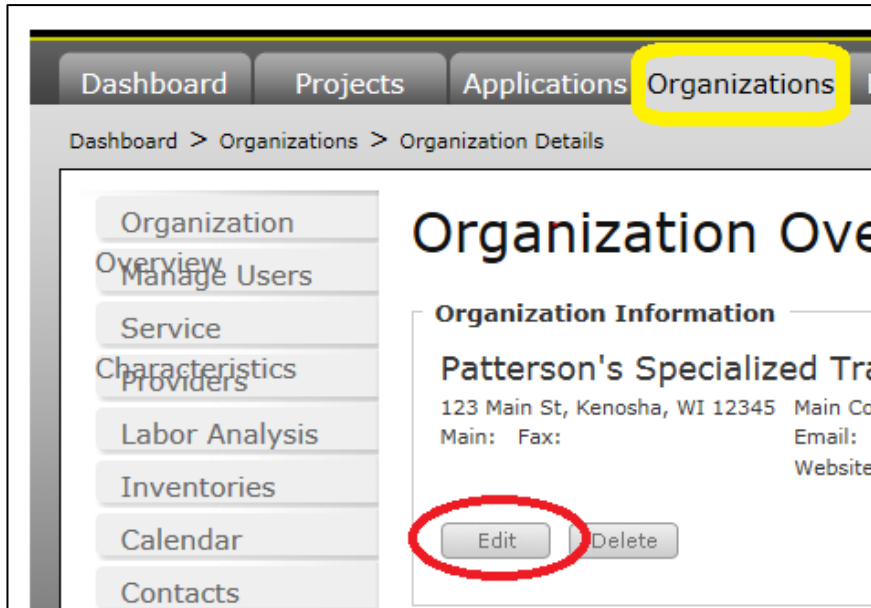 Dashboard Projects Applications Organizations
Dashboard > Organizations > Organization Details
Organization
Overview
Manage Users
Service
Characteristics
Providers
Labor Analysis
Inventories
Calendar
Contacts
Organization Ove
Organization Information
Patterson's Specialized Tra
123 Main St, Kenosha, WI 12345 Main Co
Main: Fax: Email:
Website
Edit Delete